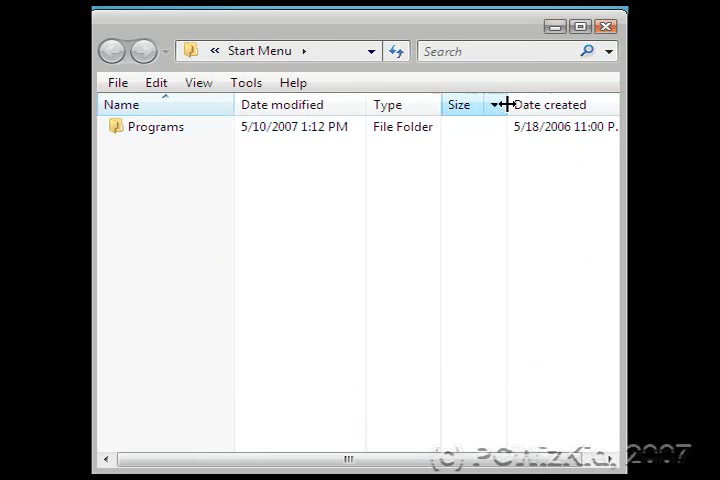 « Start Menu
Search
File Edit View Tools Help
Name Date modified Type Size Date created
Programs 5/10/2007 1:12 PM File Folder 5/18/2006 11:00 P.
(c) PCWizKid, 2007